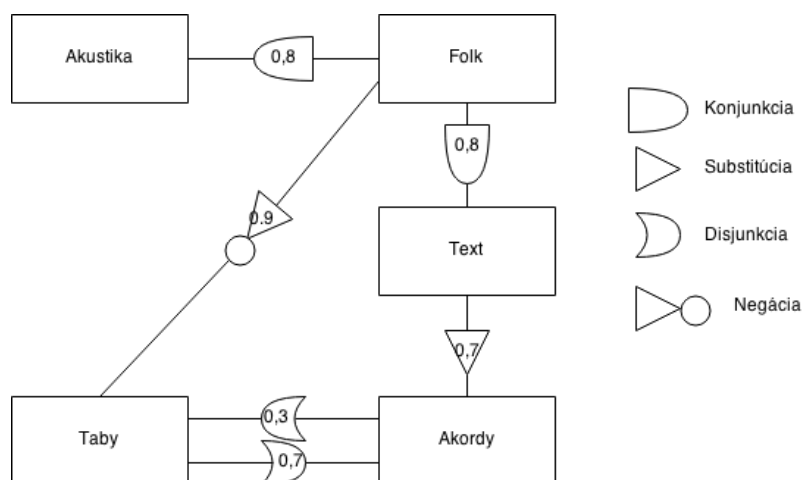 Akustika
0,8
Folk
Konjunkcia
0,8
Substitúcia
0.9
Disjunkcia
Text
Negácia
0,7
Taby
0,3
Akordy
0,7